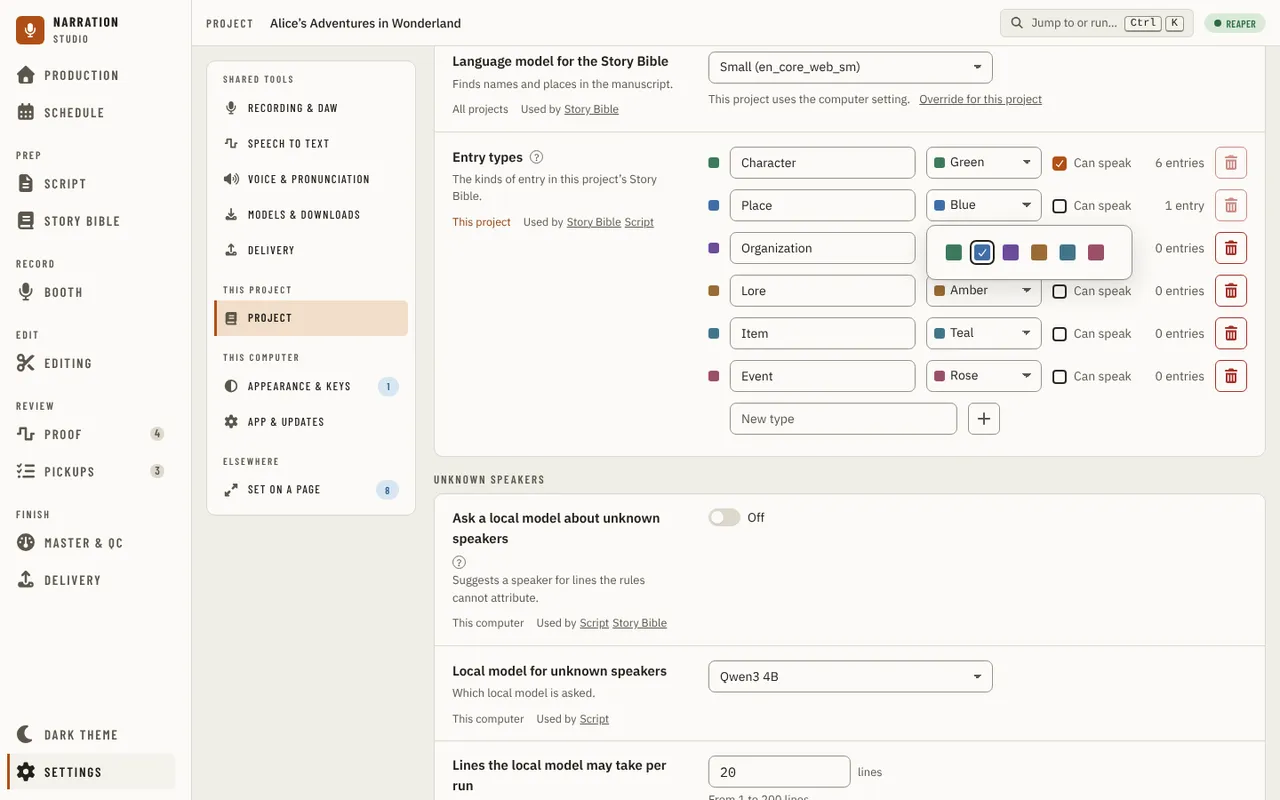 NARRATION
STUDIO
PRODUCTION
SCHEDULE
PREP
SCRIPT
STORY BIBLE
RECORD
BOOTH
EDIT
EDITING
REVIEW
PROOF 4
PICKUPS 3
FINISH
MASTER & QC
DELIVERY
DARK THEME
SETTINGS
PROJECT Alice's Adventures in Wonderland
Jump to or run... Ctrl K
REAPER
SHARED TOOLS
RECORDING & DAW
SPEECH TO TEXT
VOICE & PRONUNCIATION
MODELS & DOWNLOADS
DELIVERY
THIS PROJECT
PROJECT
THIS COMPUTER
APPEARANCE & KEYS 1
APP & UPDATES
ELSEWHERE
SET ON A PAGE 8
Language model for the Story Bible
Finds names and places in the manuscript.
All projects Used by Story Bible
Small (en_core_web_sm)
This project uses the computer setting. Override for this project
Entry types ?
The kinds of entry in this project's Story
Bible.
This project Used by Story Bible Script
Character Green Can speak 6 entries
Place Blue Can speak 1 entry
Organization 0 entries
Lore Amber Can speak 0 entries
Item Teal Can speak 0 entries
Event Rose Can speak 0 entries
New type
UNKNOWN SPEAKERS
Ask a local model about unknown
speakers
?
Suggests a speaker for lines the rules
cannot attribute.
This computer Used by Script Story Bible
Off
Local model for unknown speakers
Which local model is asked.
This computer Used by Script
Qwen3 4B
Lines the local model may take per
run
20 lines
From 1 to 200 lines